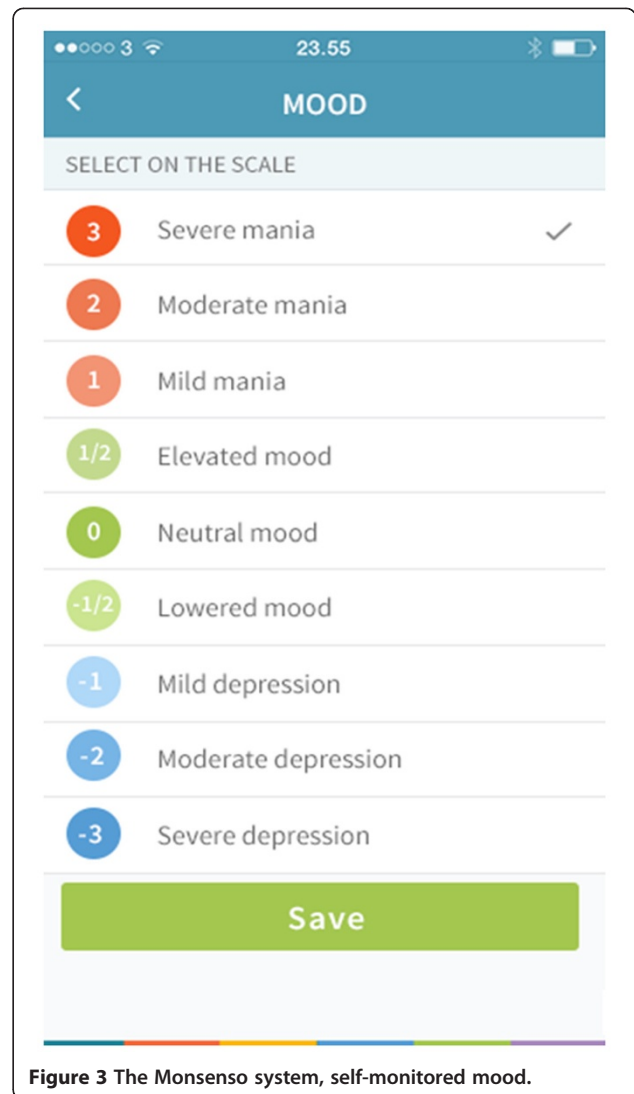 3 23.55
< MOOD
SELECT ON THE SCALE
3 Severe mania
2 Moderate mania
1 Mild mania
1/2 Elevated mood
0 Neutral mood
-1/2 Lowered mood
-1 Mild depression
-2 Moderate depression
-3 Severe depression
Save
Figure 3 The Monsenso system, self-monitored mood.